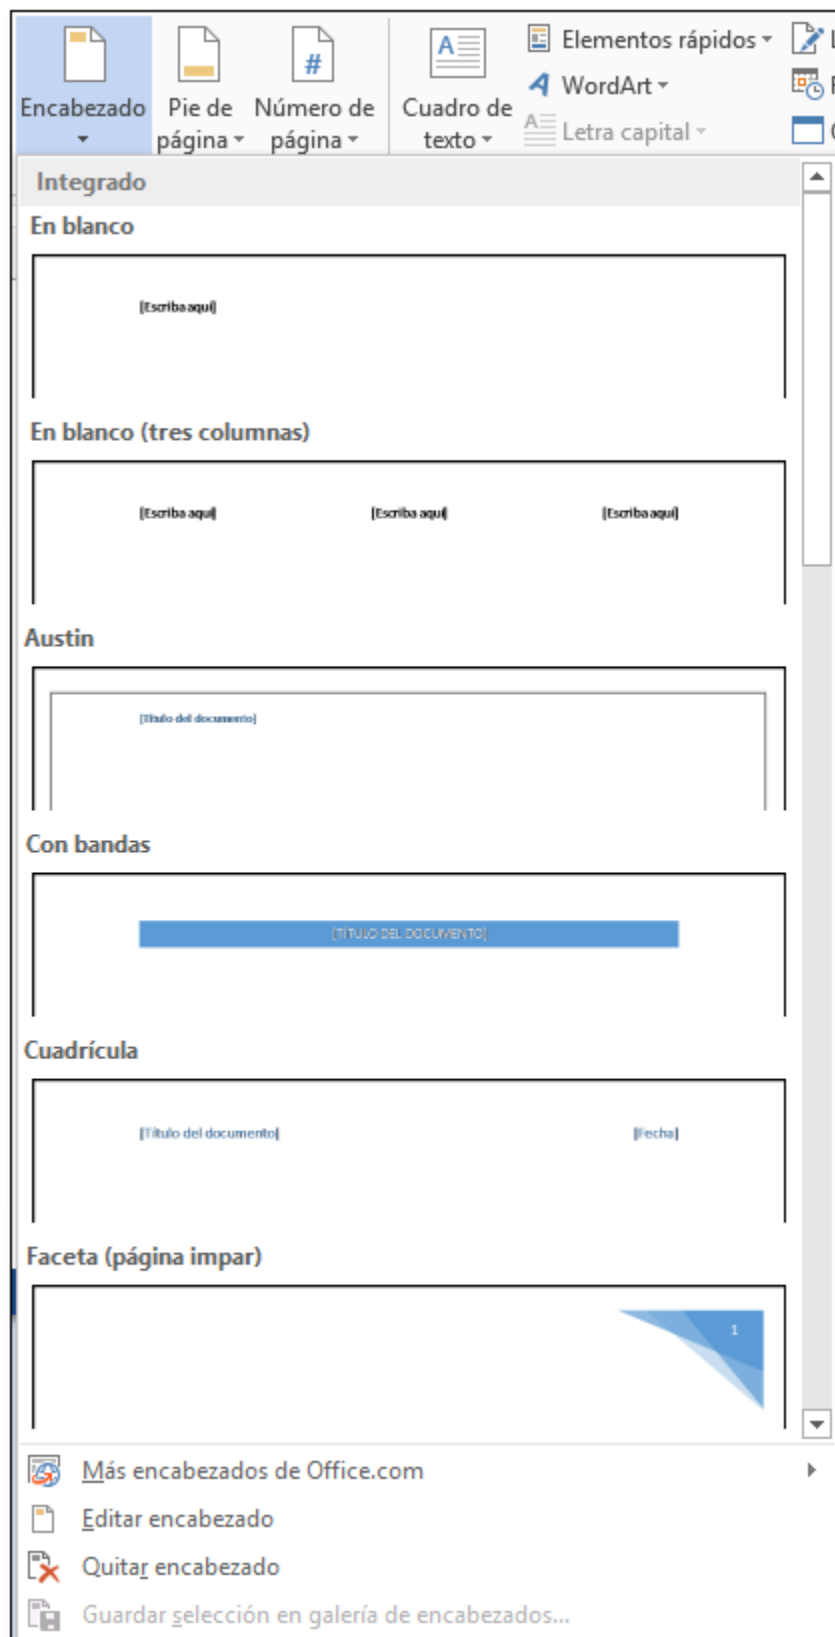 Encabezado
Pie de página
Número de página
Cuadro de texto
Elementos rápidos
WordArt
Letra capital
Integrado
En blanco
[Escriba aquí]
En blanco (tres columnas)
[Escriba aquí] [Escriba aquí] [Escriba aquí]
Austin
[Título del documento]
Con bandas
[TÍTULO DEL DOCUMENTO]
Cuadrícula
[Título del documento] [Fecha]
Faceta (página impar)
1
Más encabezados de Office.com
Editar encabezado
Quitar encabezado
Guardar selección en galería de encabezados...